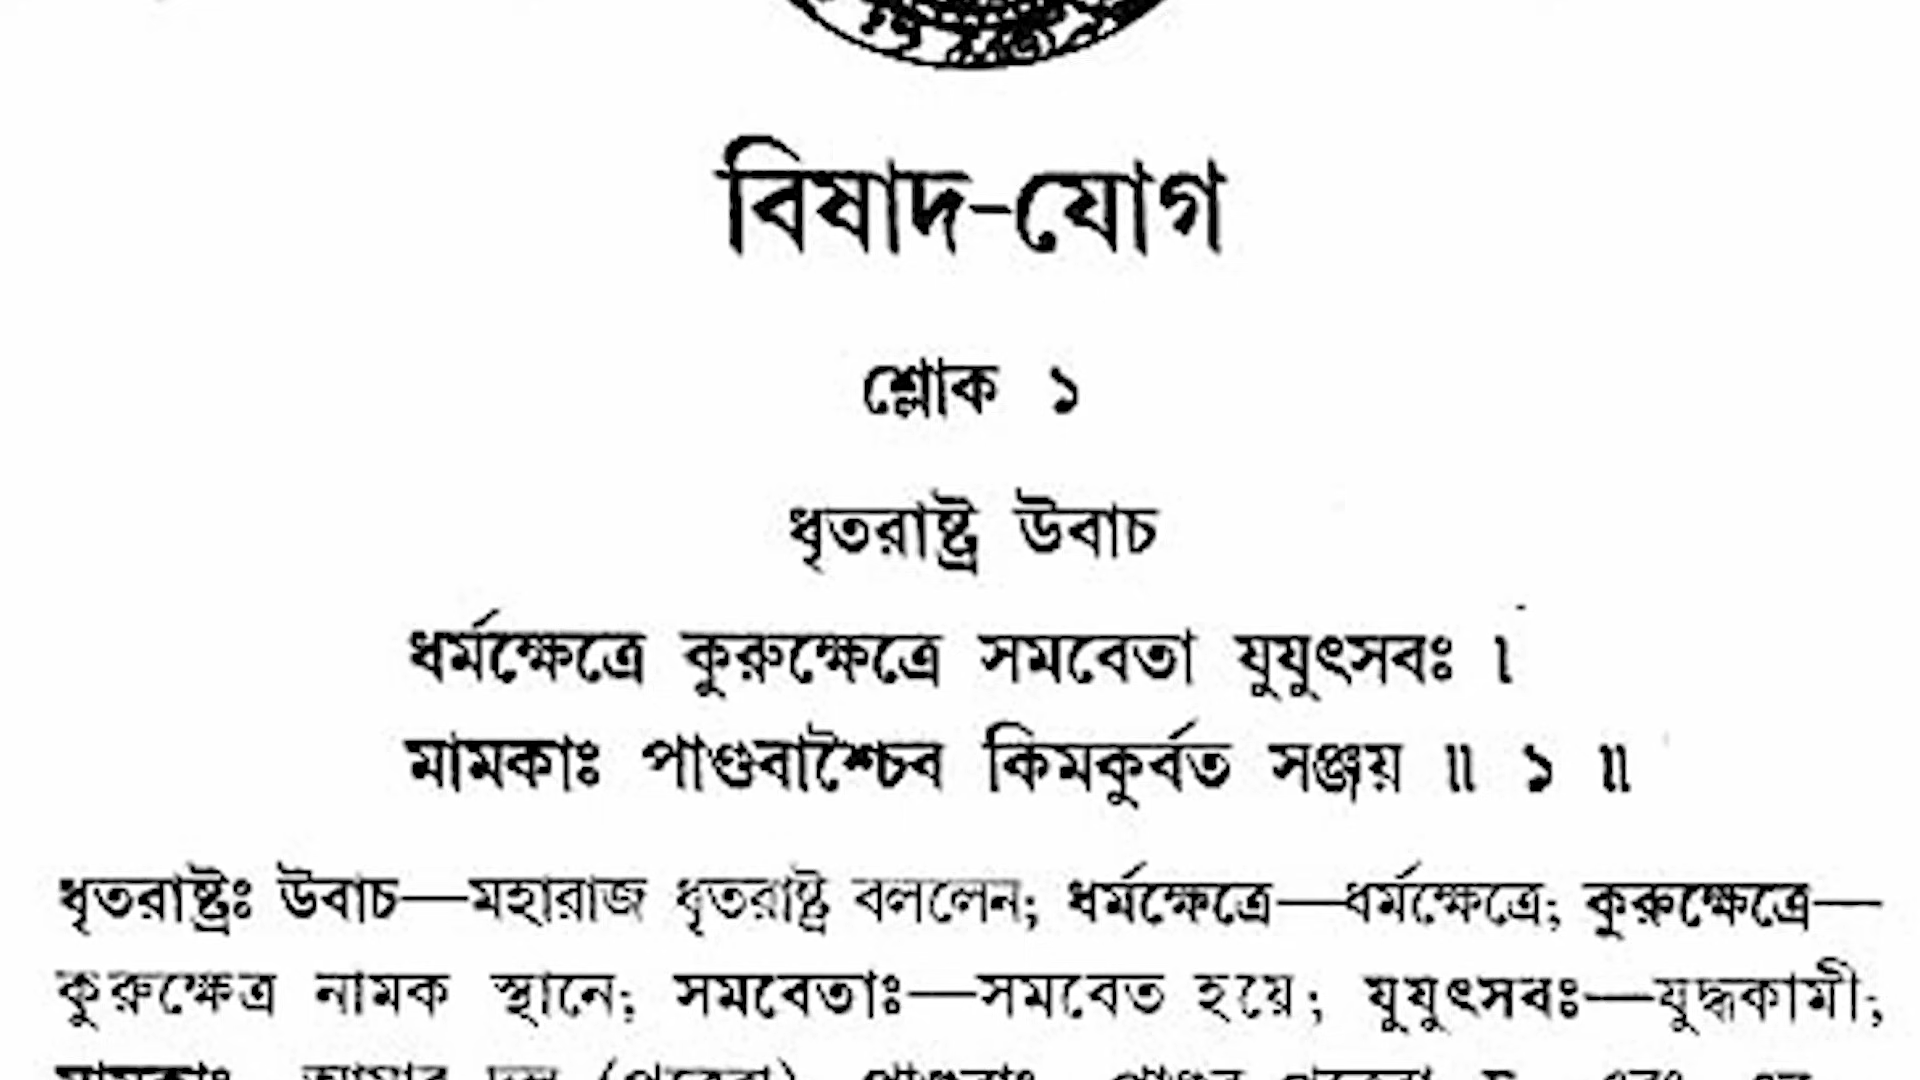 বিষাদ-যোগ
শ্লোক ১
ধৃতরাষ্ট্র উবাচ
ধর্মক্ষেত্রে কুরুক্ষেত্রে সমবেতা যুযুৎসবঃ ।
মামকাঃ পাণ্ডবাশ্চৈব কিমকুর্বত সঞ্জয় ॥ ১ ॥
ধৃতরাষ্ট্রঃ উবাচ—মহারাজ ধৃতরাষ্ট্র বললেন; ধর্মক্ষেত্রে—ধর্মক্ষেত্রে; কুরুক্ষেত্রে—
কুরুক্ষেত্র নামক স্থানে; সমবেতাঃ—সমবেত হয়ে; যুযুৎসবঃ—যুদ্ধকামী;